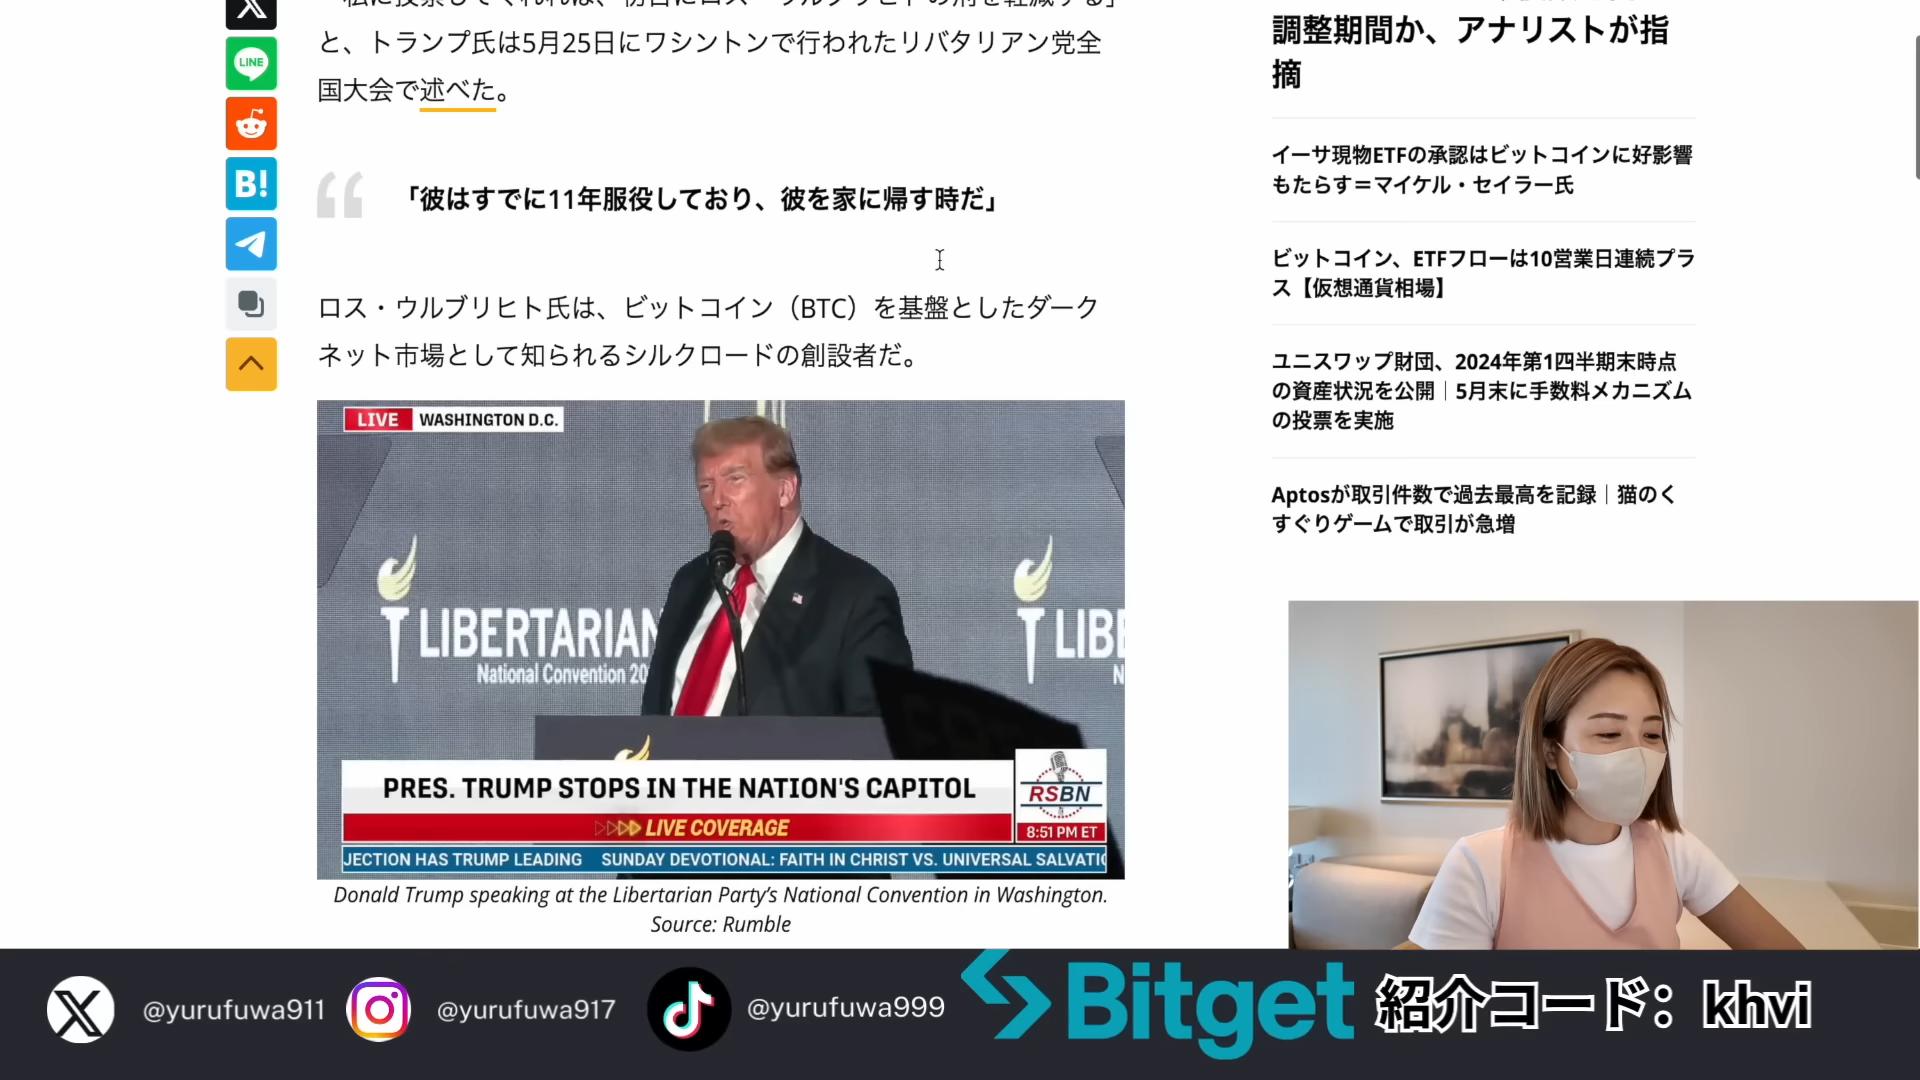 と、トランプ氏は5月25日にワシントンで行われたリバタリアン党全
国大会で述べた。
「彼はすでに11年服役しており、彼を家に帰す時だ」
ロス・ウルブリヒト氏は、ビットコイン（BTC）を基盤としたダーク
ネット市場として知られるシルクロードの創設者だ。
LINE
B!
LIVE WASHINGTON D.C.
LIBERTARIAN
National Convention 20
LIB
N
PRES. TRUMP STOPS IN THE NATION'S CAPITOL
LIVE COVERAGE
RSBN
8:51 PM ET
JECTION HAS TRUMP LEADING SUNDAY DEVOTIONAL: FAITH IN CHRIST VS. UNIVERSAL SALVATIO
Donald Trump speaking at the Libertarian Party’s National Convention in Washington.
Source: Rumble
調整期間か、アナリストが指
摘
イーサ現物ETFの承認はビットコインに好影響
もたらす＝マイケル・セイラー氏
ビットコイン、ETFフローは10営業日連続プラ
ス【仮想通貨相場】
ユニスワップ財団、2024年第1四半期末時点
の資産状況を公開｜5月末に手数料メカニズム
の投票を実施
Aptosが取引件数で過去最高を記録｜猫のく
すぐりゲームで取引が急増
@yurufuwa911 @yurufuwa917 @yurufuwa999 Bitget 紹介コード：khvi